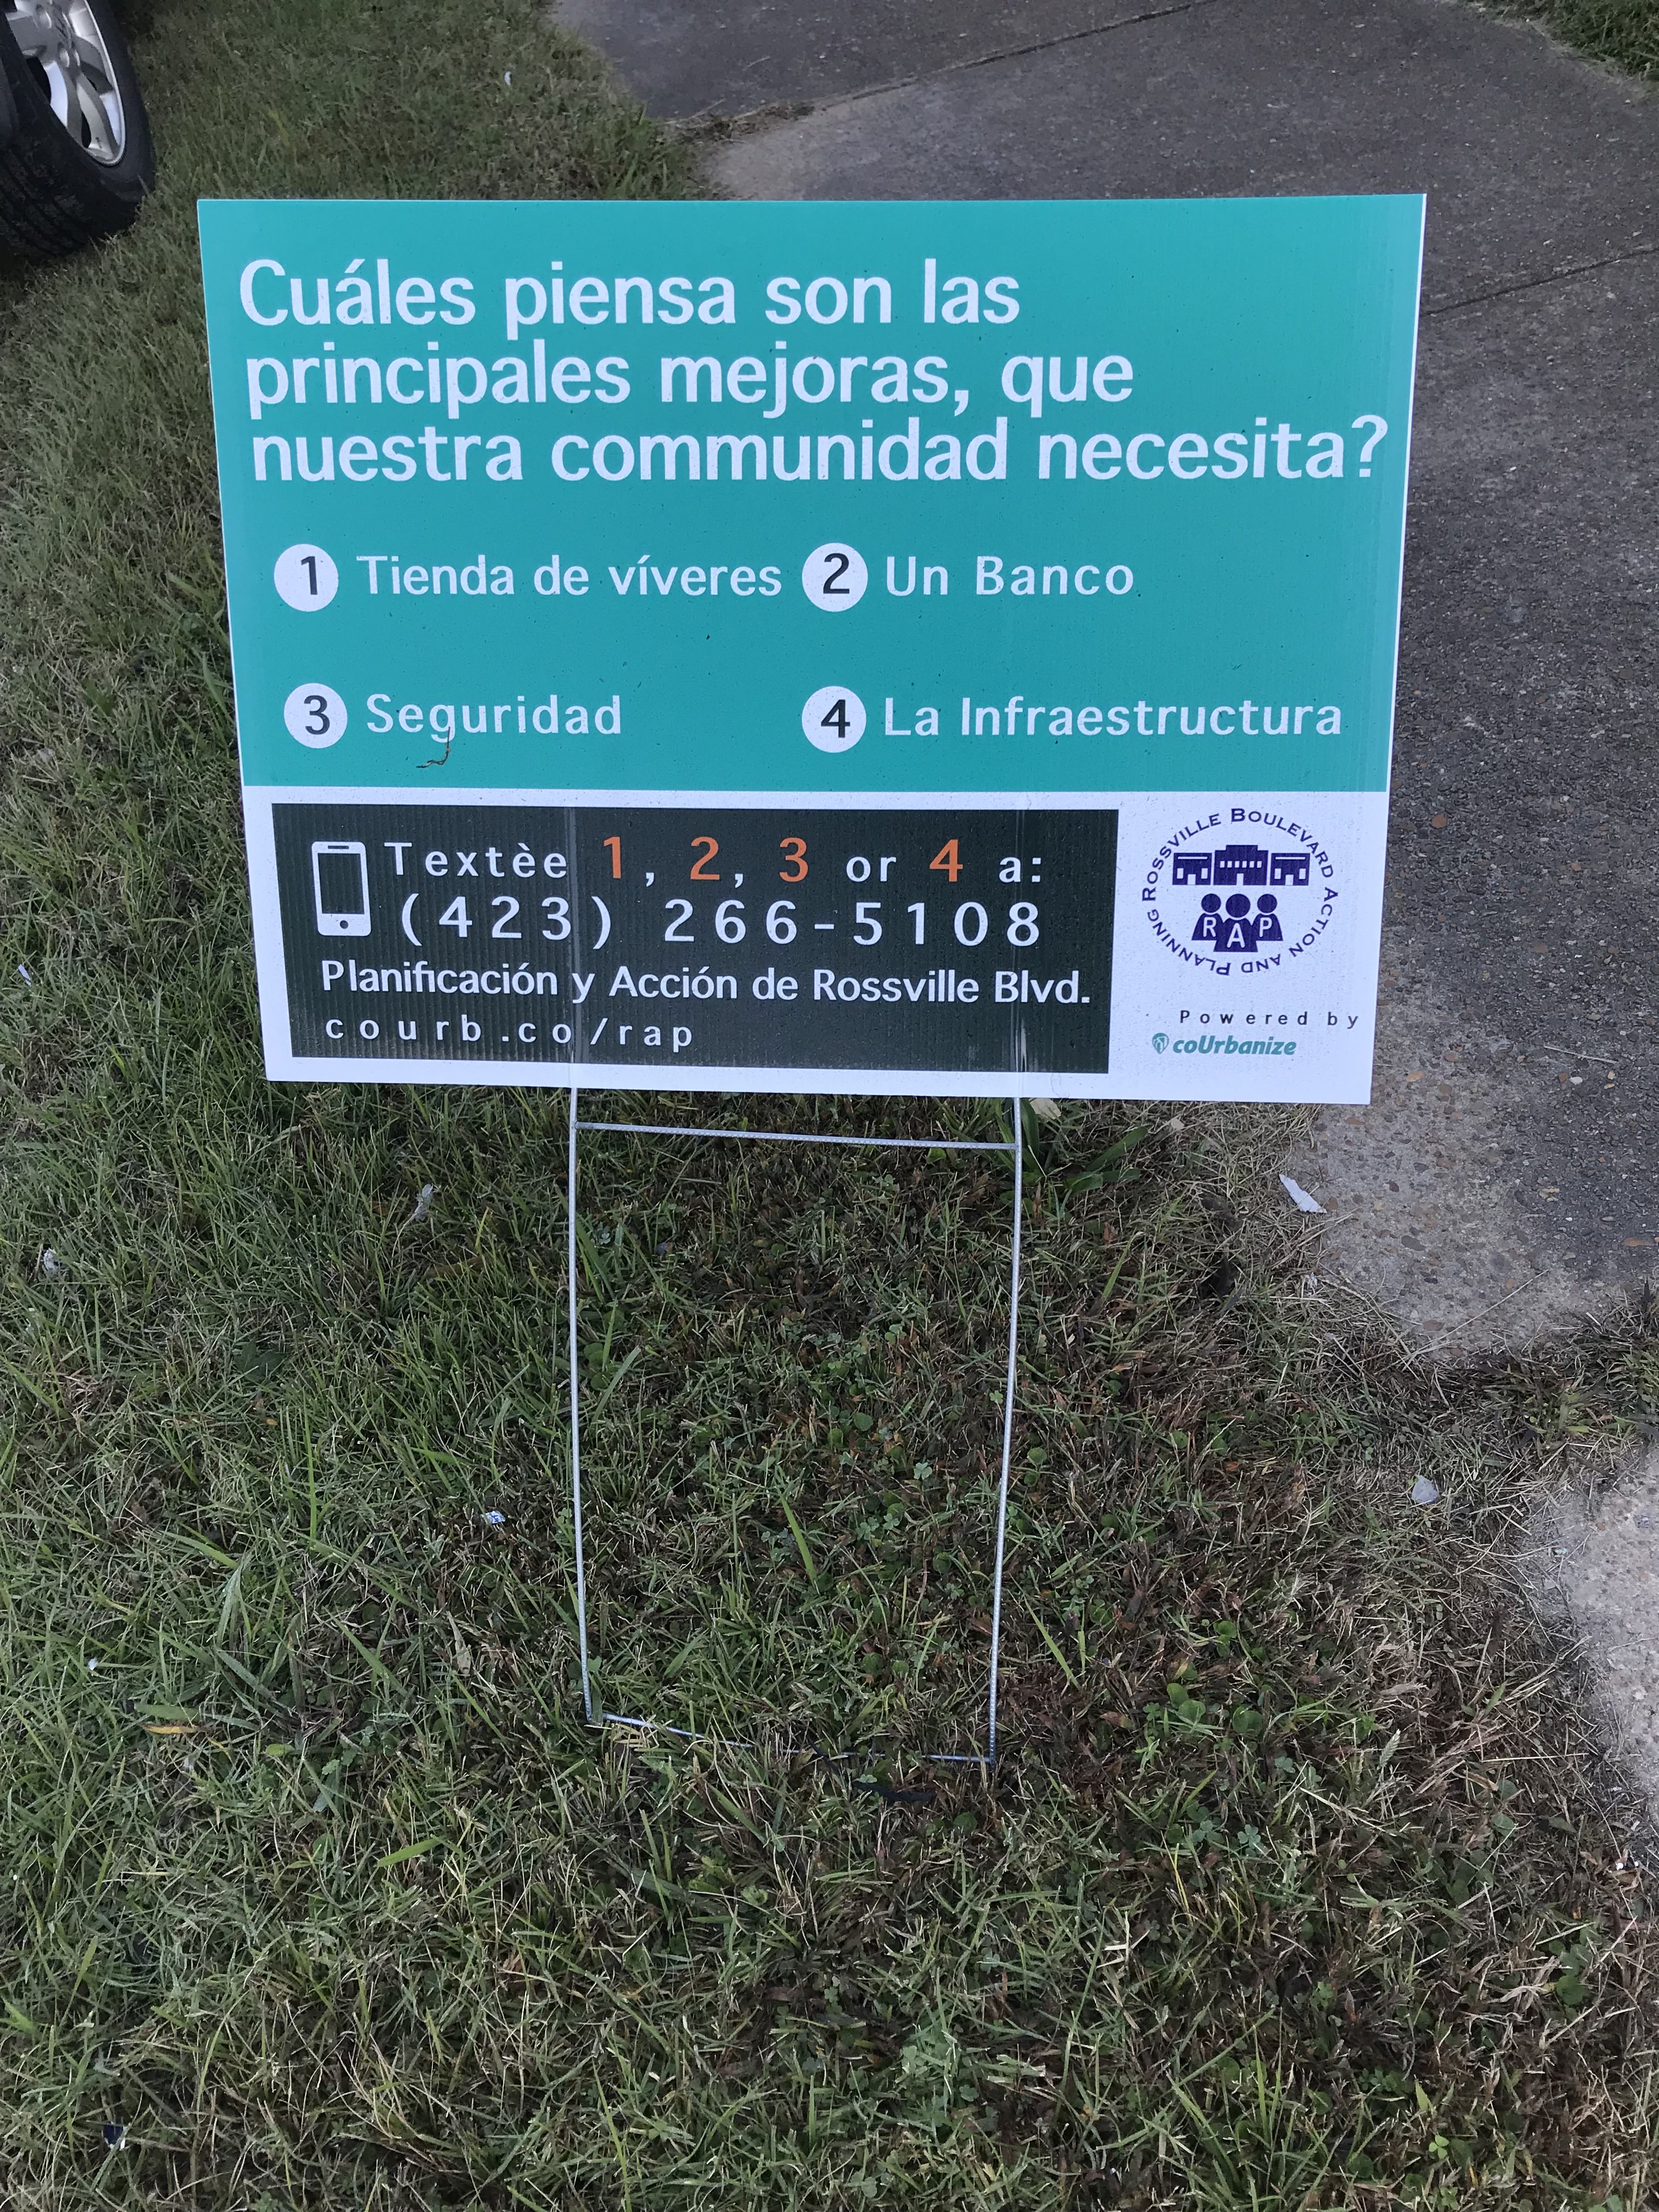 Cuáles piensa son las
principales mejoras, que
nuestra communidad necesita?
1 Tienda de víveres 2 Un Banco
3 Seguridad 4 La Infraestructura
Textèe 1, 2, 3 or 4 a:
(423) 266-5108
Planificación y Acción de Rossville Blvd.
courb.co/rap
ROSSVILLE BOULEVARD ACTION AND PLANNING
RAP
Powered by
coUrbanize